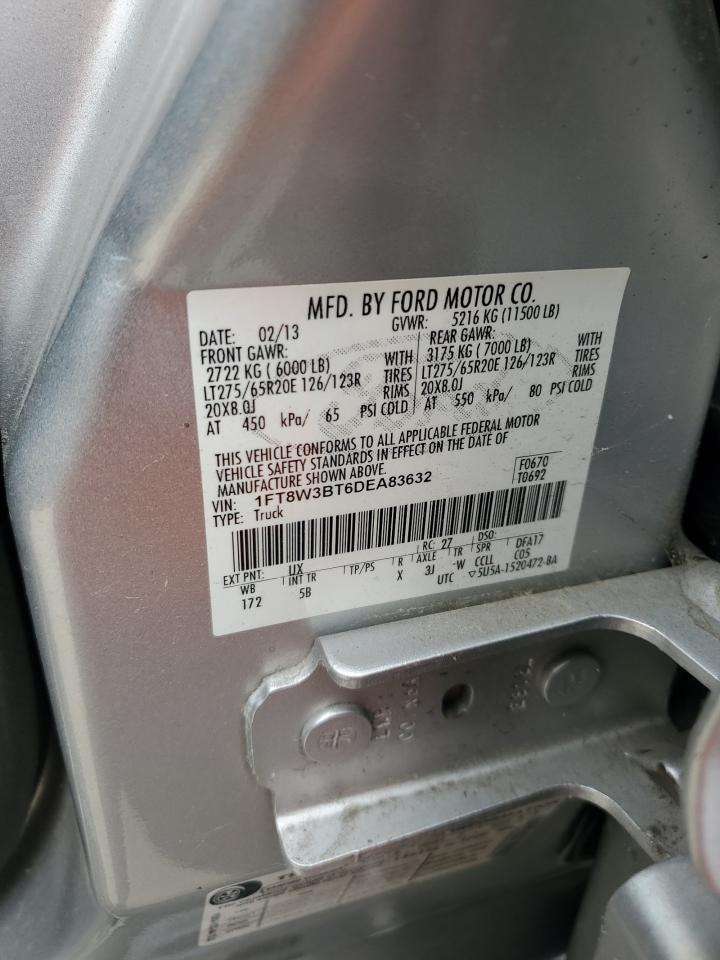 MFD. BY FORD MOTOR CO.
DATE: 02/13 GVWR: 5216 KG (11500 LB)
FRONT GAWR: REAR GAWR:
2722 KG ( 6000 LB) WITH 3175 KG ( 7000 LB) WITH
LT275/65R20E 126/123R TIRES LT275/65R20E 126/123R TIRES
20X8.0J RIMS 20X8.0J RIMS
AT 450 kPa/ 65 PSI COLD AT 550 kPa/ 80 PSI COLD
THIS VEHICLE CONFORMS TO ALL APPLICABLE FEDERAL MOTOR
VEHICLE SAFETY STANDARDS IN EFFECT ON THE DATE OF
MANUFACTURE SHOWN ABOVE.
VIN: 1FT8W3BT6DEA83632 F0670
TYPE: Truck T0692
EXT PNT: UX RC: 27 DSO:
WB INT TR TP/PS R AXLE TR SPR DFA17
172 5B X 3J -W CCLL C05
UTC ▽5U5A-1520472-BA